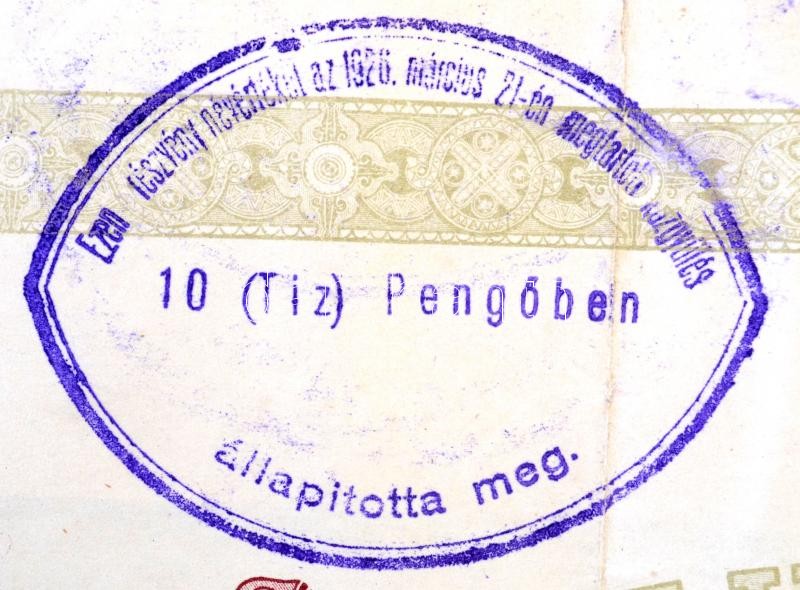 Ezen részvény névértékét az 1926. március 21-én megtartott közgyűlés
10 (Tiz) Pengőben
állapitotta meg.